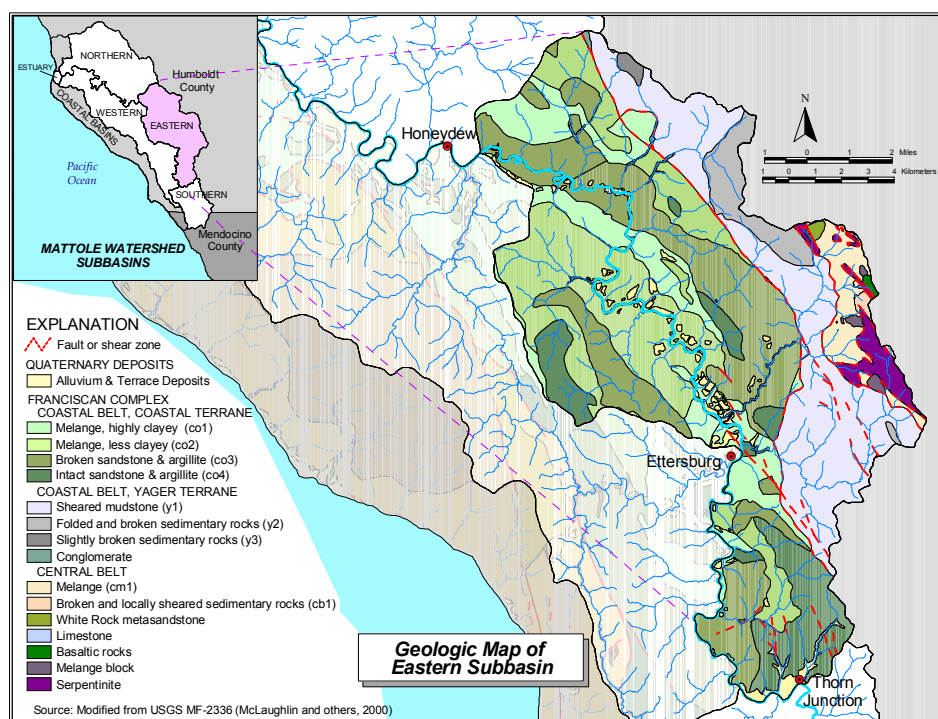 NORTHERN
ESTUARY
Humboldt
County
WESTERN
COASTAL BASINS
EASTERN
Pacific
Ocean
SOUTHERN
Mendocino
County
MATTOLE WATERSHED
SUBBASINS
Honeydew
N
1 0 1 2 Miles
1 0 1 2 3 4 Kilometers
EXPLANATION
Fault or shear zone
QUATERNARY DEPOSITS
Alluvium & Terrace Deposits
FRANCISCAN COMPLEX
COASTAL BELT, COASTAL TERRANE
Melange, highly clayey (co1)
Melange, less clayey (co2)
Broken sandstone & argillite (co3)
Intact sandstone & argillite (co4)
COASTAL BELT, YAGER TERRANE
Sheared mudstone (y1)
Folded and broken sedimentary rocks (y2)
Slightly broken sedimentary rocks (y3)
Conglomerate
CENTRAL BELT
Melange (cm1)
Broken and locally sheared sedimentary rocks (cb1)
White Rock metasandstone
Limestone
Basaltic rocks
Melange block
Serpentinite
Ettersburg
Geologic Map of
Eastern Subbasin
Thorn
Junction
Source: Modified from USGS MF-2336 (McLaughlin and others, 2000)